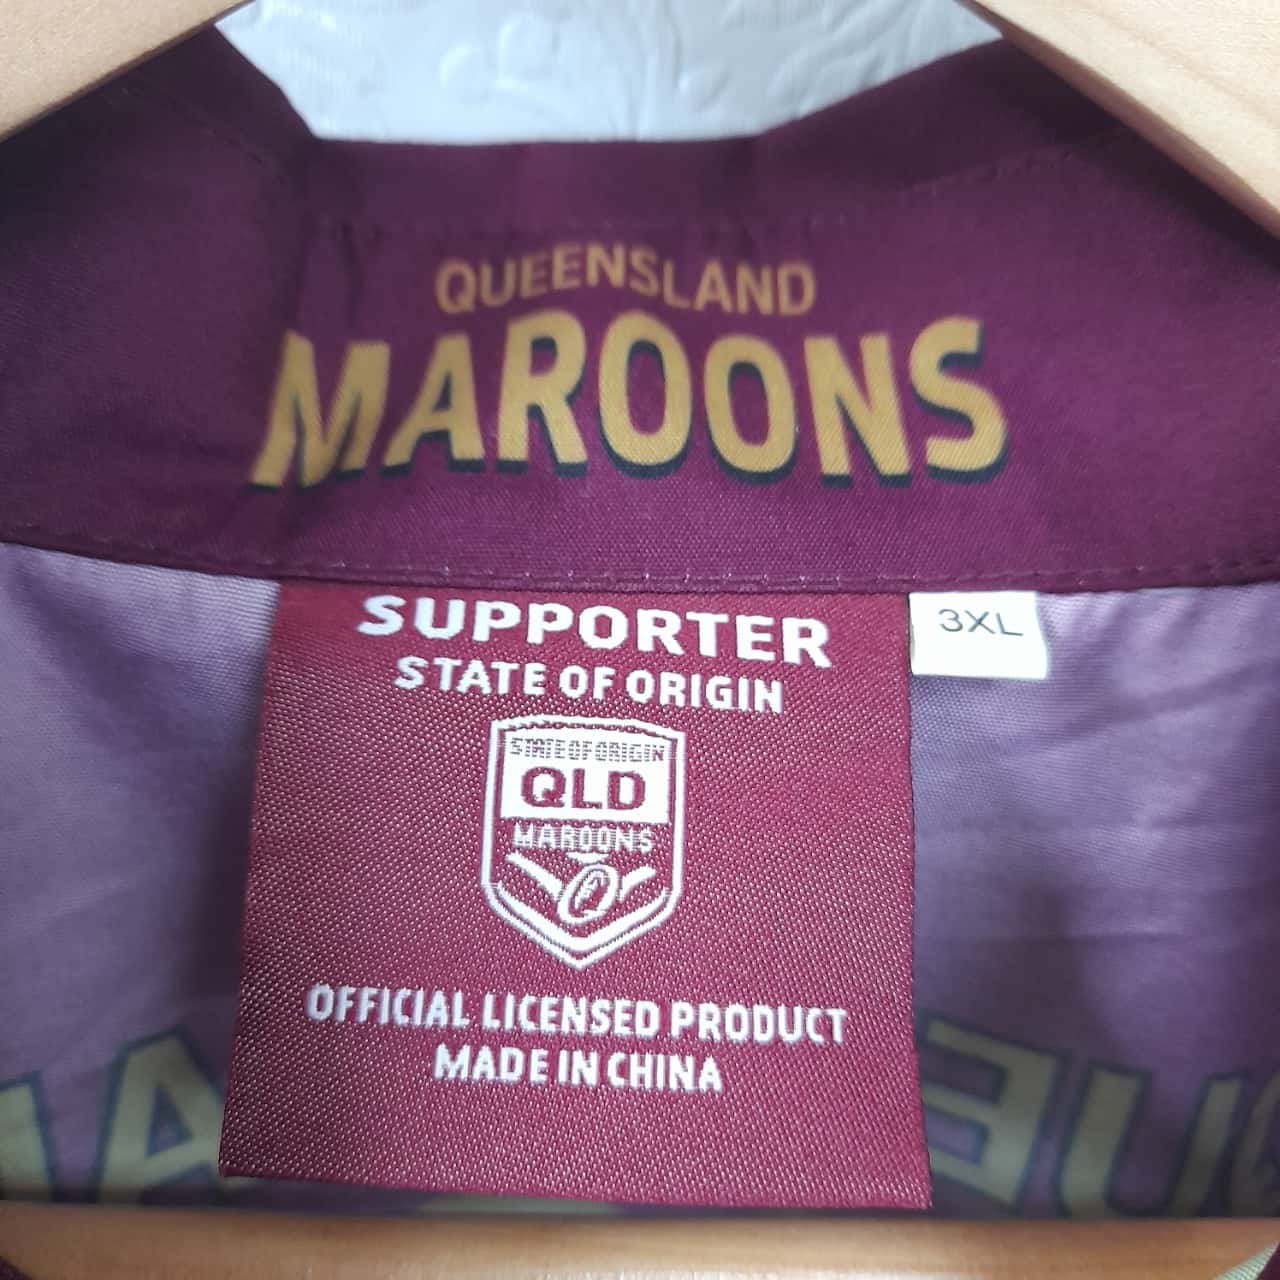 QUEENSLAND
MAROONS
SUPPORTER
3XL
STATE OF ORIGIN
STATE OF ORIGIN
QLD
MAROONS
Q
OFFICIAL LICENSED PRODUCT
MADE IN CHINA